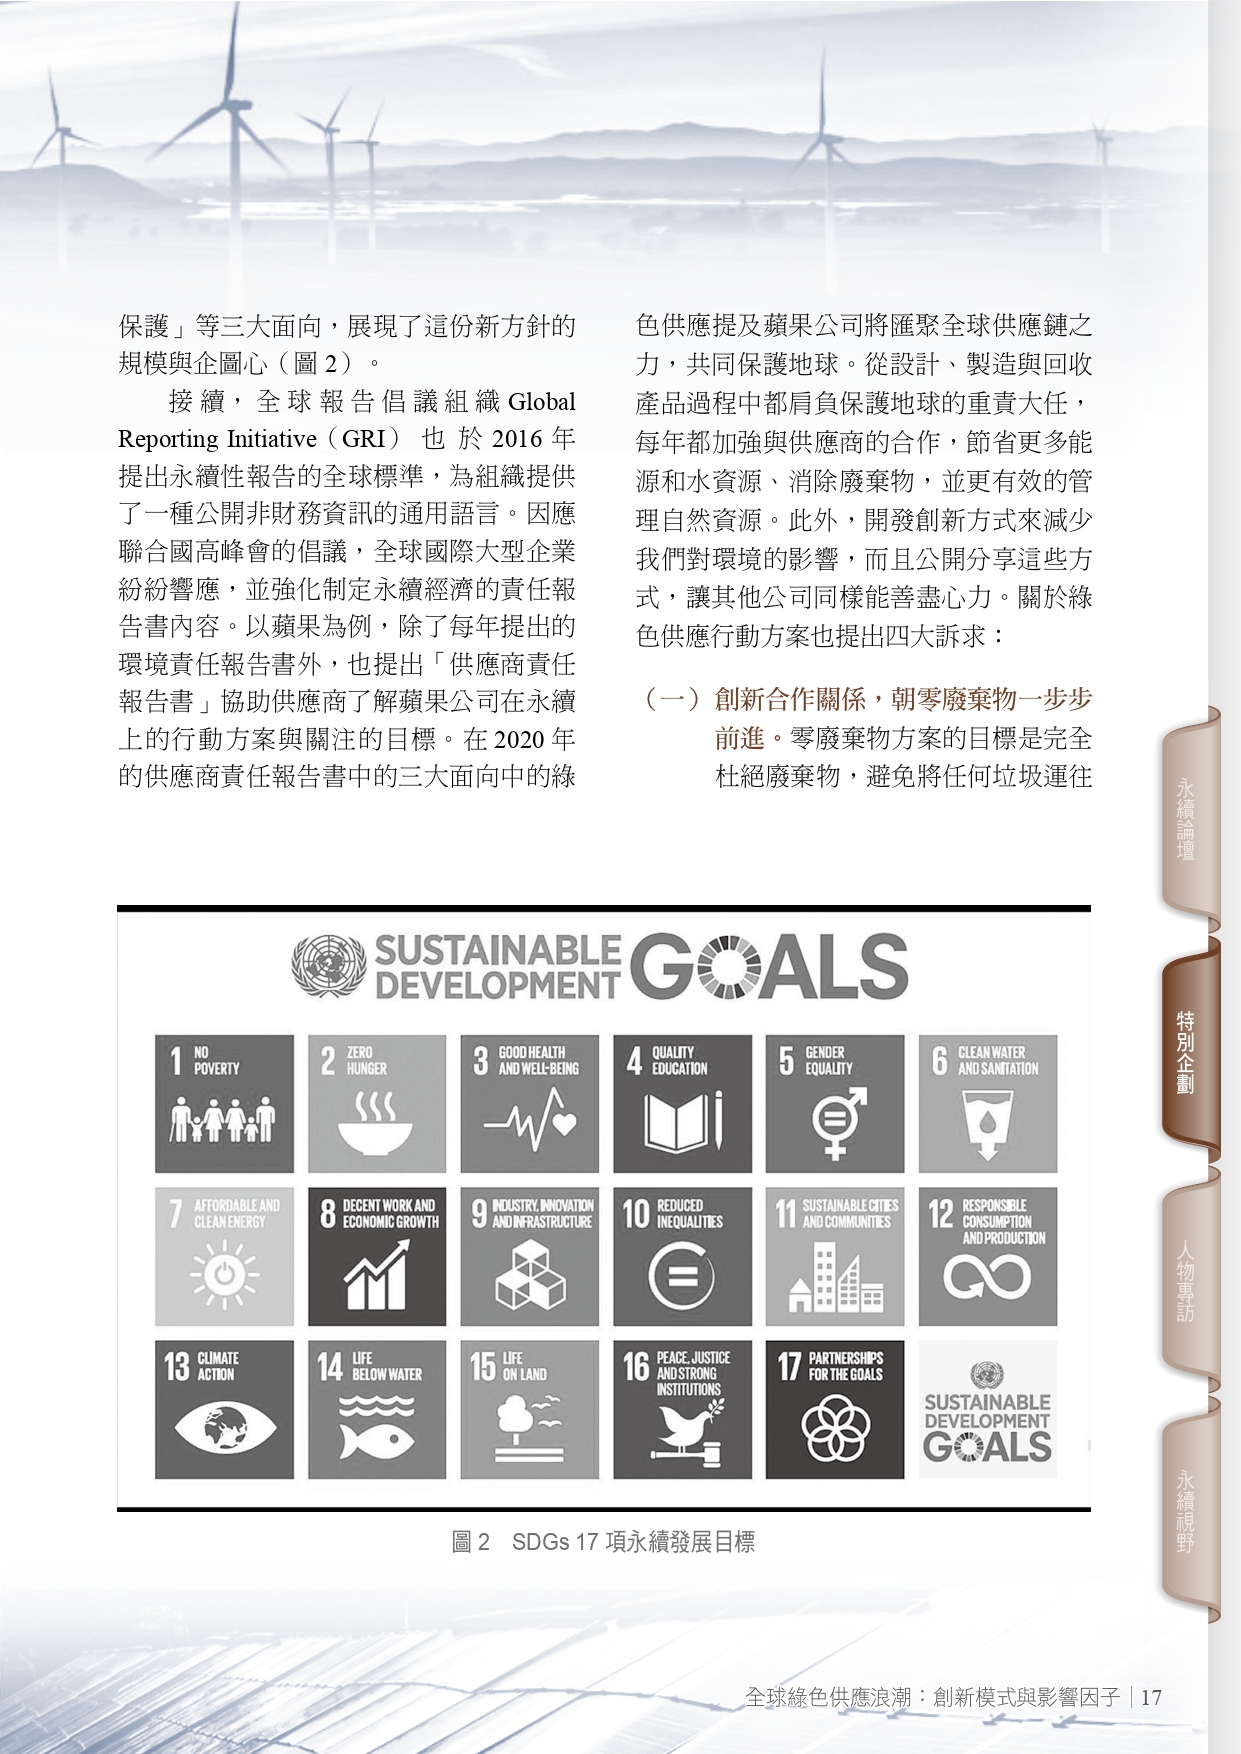 保護」等三大面向，展現了這份新方針的
規模與企圖心（圖 2）。
接續，全球報告倡議組織 Global
Reporting Initiative（GRI） 也於 2016 年
提出永續性報告的全球標準，為組織提供
了一種公開非財務資訊的通用語言。因應
聯合國高峰會的倡議，全球國際大型企業
紛紛響應，並強化制定永續經濟的責任報
告書內容。以蘋果為例，除了每年提出的
環境責任報告書外，也提出「供應商責任
報告書」協助供應商了解蘋果公司在永續
上的行動方案與關注的目標。在 2020 年
的供應商責任報告書中的三大面向中的綠
色供應提及蘋果公司將匯聚全球供應鏈之
力，共同保護地球。從設計、製造與回收
產品過程中都肩負保護地球的重責大任，
每年都加強與供應商的合作，節省更多能
源和水資源、消除廢棄物，並更有效的管
理自然資源。此外，開發創新方式來減少
我們對環境的影響，而且公開分享這些方
式，讓其他公司同樣能善盡心力。關於綠
色供應行動方案也提出四大訴求：
（一）創新合作關係，朝零廢棄物一步步
前進。零廢棄物方案的目標是完全
杜絕廢棄物，避免將任何垃圾運往
SUSTAINABLE
DEVELOPMENT
GOALS
1 NO
POVERTY
2 ZERO
HUNGER
3 GOOD HEALTH
AND WELL-BEING
4 QUALITY
EDUCATION
5 GENDER
EQUALITY
6 CLEAN WATER
AND SANITATION
7 AFFORDABLE AND
CLEAN ENERGY
8 DECENT WORK AND
ECONOMIC GROWTH
9 INDUSTRY, INNOVATION
AND INFRASTRUCTURE
10 REDUCED
INEQUALITIES
11 SUSTAINABLE CITIES
AND COMMUNITIES
12 RESPONSIBLE
CONSUMPTION
AND PRODUCTION
13 CLIMATE
ACTION
14 LIFE
BELOW WATER
15 LIFE
ON LAND
16 PEACE, JUSTICE
AND STRONG
INSTITUTIONS
17 PARTNERSHIPS
FOR THE GOALS
SUSTAINABLE
DEVELOPMENT
GOALS
圖 2　SDGs 17 項永續發展目標
永續論壇
特別企劃
人物專訪
永續視野
全球綠色供應浪潮：創新模式與影響因子｜17